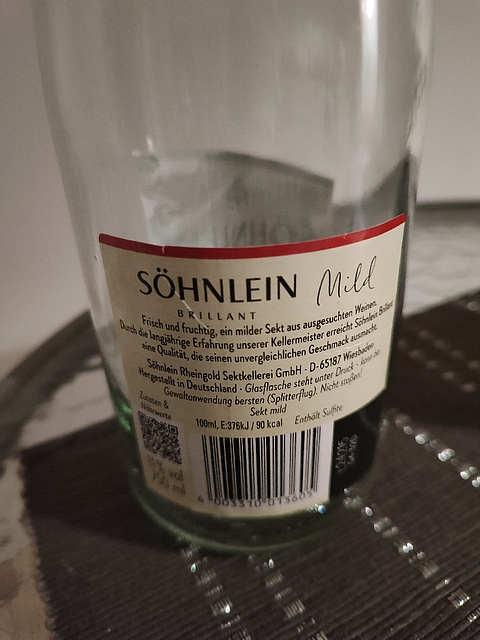 SÖHNLEIN Mild
BRILLANT
Frisch und fruchtig, ein milder Sekt aus ausgesuchten Weinen.
Durch die langjährige Erfahrung unserer Kellermeister erreicht Söhnlein Brillant
eine Qualität, die seinen unvergleichlichen Geschmack ausmacht.
Söhnlein Rheingold Sektkellerei GmbH · D-65187 Wiesbaden
Hergestellt in Deutschland · Glasflasche steht unter Druck - kann bei
Gewaltanwendung bersten (Splitterflug). Nicht stoßen!
Sekt mild
Zutaten &
Nährwerte
100ml, E:376kJ / 90 kcal Enthält Sulfite
% vol
750 ml
4 003310 013605